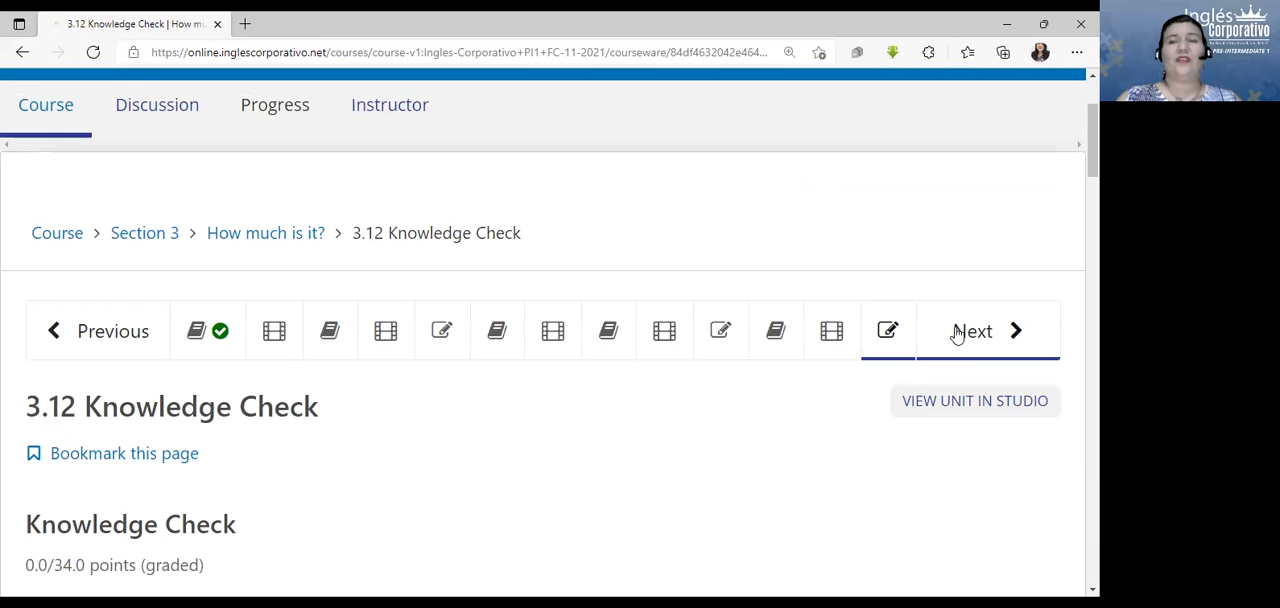 3.12 Knowledge Check | How mu
https://online.inglescorporativo.net/courses/course-v1:Ingles-Corporativo+PI1+FC-11-2021/courseware/84df4632042e464...
Inglés
Corporativo
PRE-INTERMEDIATE 1
Course Discussion Progress Instructor
Course > Section 3 > How much is it? > 3.12 Knowledge Check
Previous Next
3.12 Knowledge Check
VIEW UNIT IN STUDIO
Bookmark this page
Knowledge Check
0.0/34.0 points (graded)